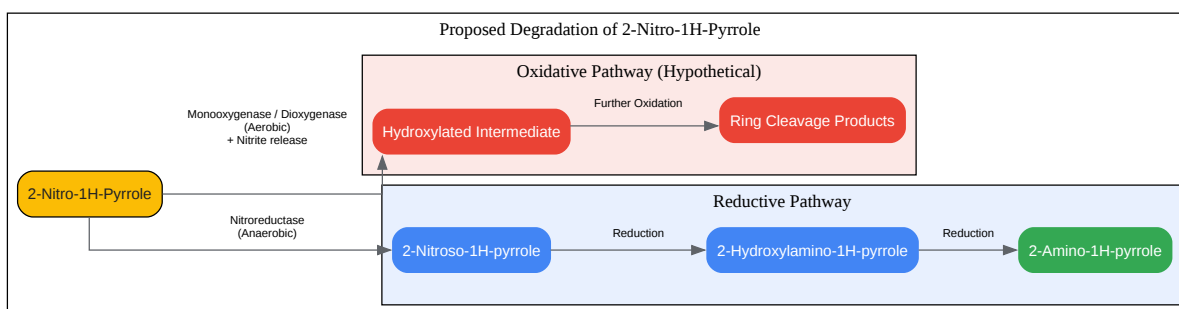 Proposed Degradation of 2-Nitro-1H-Pyrrole
Oxidative Pathway (Hypothetical)
Monooxygenase / Dioxygenase
(Aerobic)
+ Nitrite release
Hydroxylated Intermediate
Further Oxidation
Ring Cleavage Products
2-Nitro-1H-Pyrrole
Reductive Pathway
Nitroreductase
(Anaerobic)
2-Nitroso-1H-pyrrole
Reduction
2-Hydroxylamino-1H-pyrrole
Reduction
2-Amino-1H-pyrrole